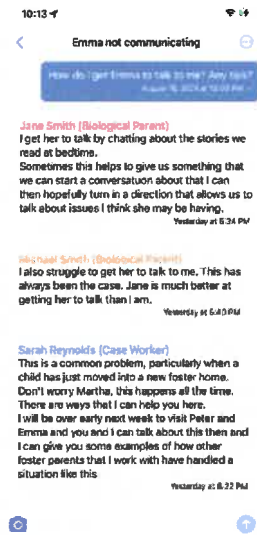 10:13
Emma not communicating
How do I get Emma to talk to me? Any tips?
Jane Smith (Biological Parent)
I get her to talk by chatting about the stories we
read at bedtime.
Sometimes this helps to give us something that
we can start a conversatuon about that I can
then hopefully turn in a direction that allows us to
talk about issues I think she may be having.
Yesterday at 5:34 PM
Michael Smith (Biological Parent)
I also struggle to get her to talk to me. This has
always been the case. Jane is much better at
getting her to talk than I am.
Yesterday at 5:40 PM
Sarah Reynolds (Case Worker)
This is a common problem, particularly when a
child has just moved into a new foster home.
Don't worry Martha, this happens all the time.
There are ways that I can help you here.
I will be over early next week to visit Peter and
Emma and you and I can talk about this then and
I can give you some examples of how other
foster parents that I work with have handled a
situation like this
Yesterday at 6:22 PM